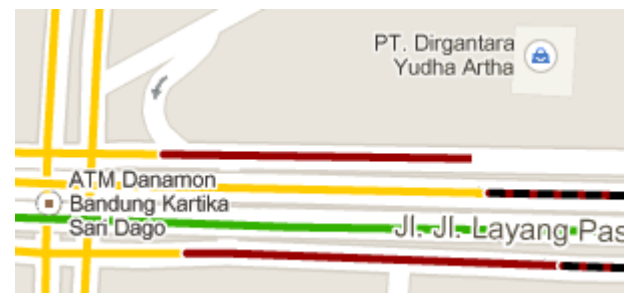 PT. Dirgantara
Yudha Artha
ATM Danamon
Bandung Kartika
Sari Dago
Jl. Jl. Layang Pas